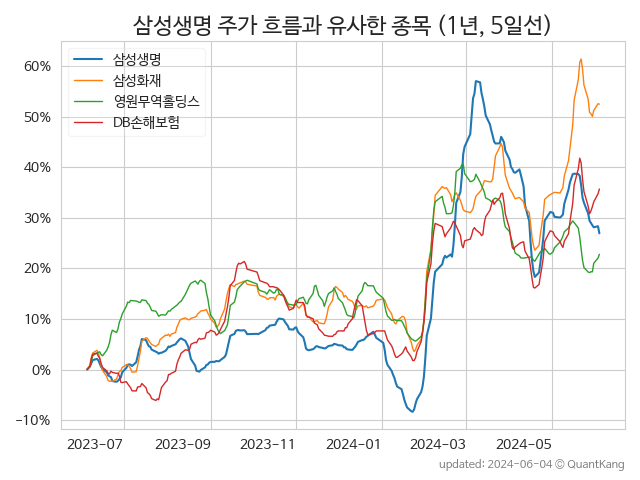 삼성생명 주가 흐름과 유사한 종목 (1년, 5일선)
삼성생명
삼성화재
영원무역홀딩스
DB손해보험
60%
50%
40%
30%
20%
10%
0%
−10%
2023-07 2023-09 2023-11 2024-01 2024-03 2024-05
updated: 2024-06-04 ⓒ QuantKang